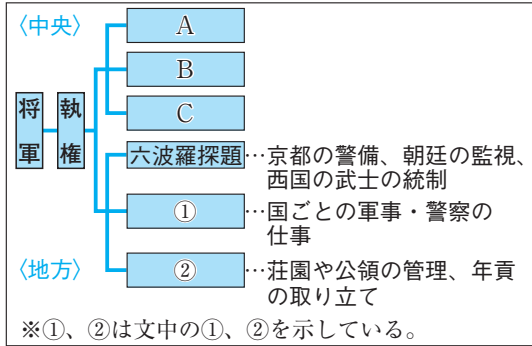 〈中央〉
A
B
C
将軍
執権
六波羅探題…京都の警備、朝廷の監視、
西国の武士の統制
①…国ごとの軍事・警察の
仕事
〈地方〉
②…荘園や公領の管理、年貢
の取り立て
※①、②は文中の①、②を示している。